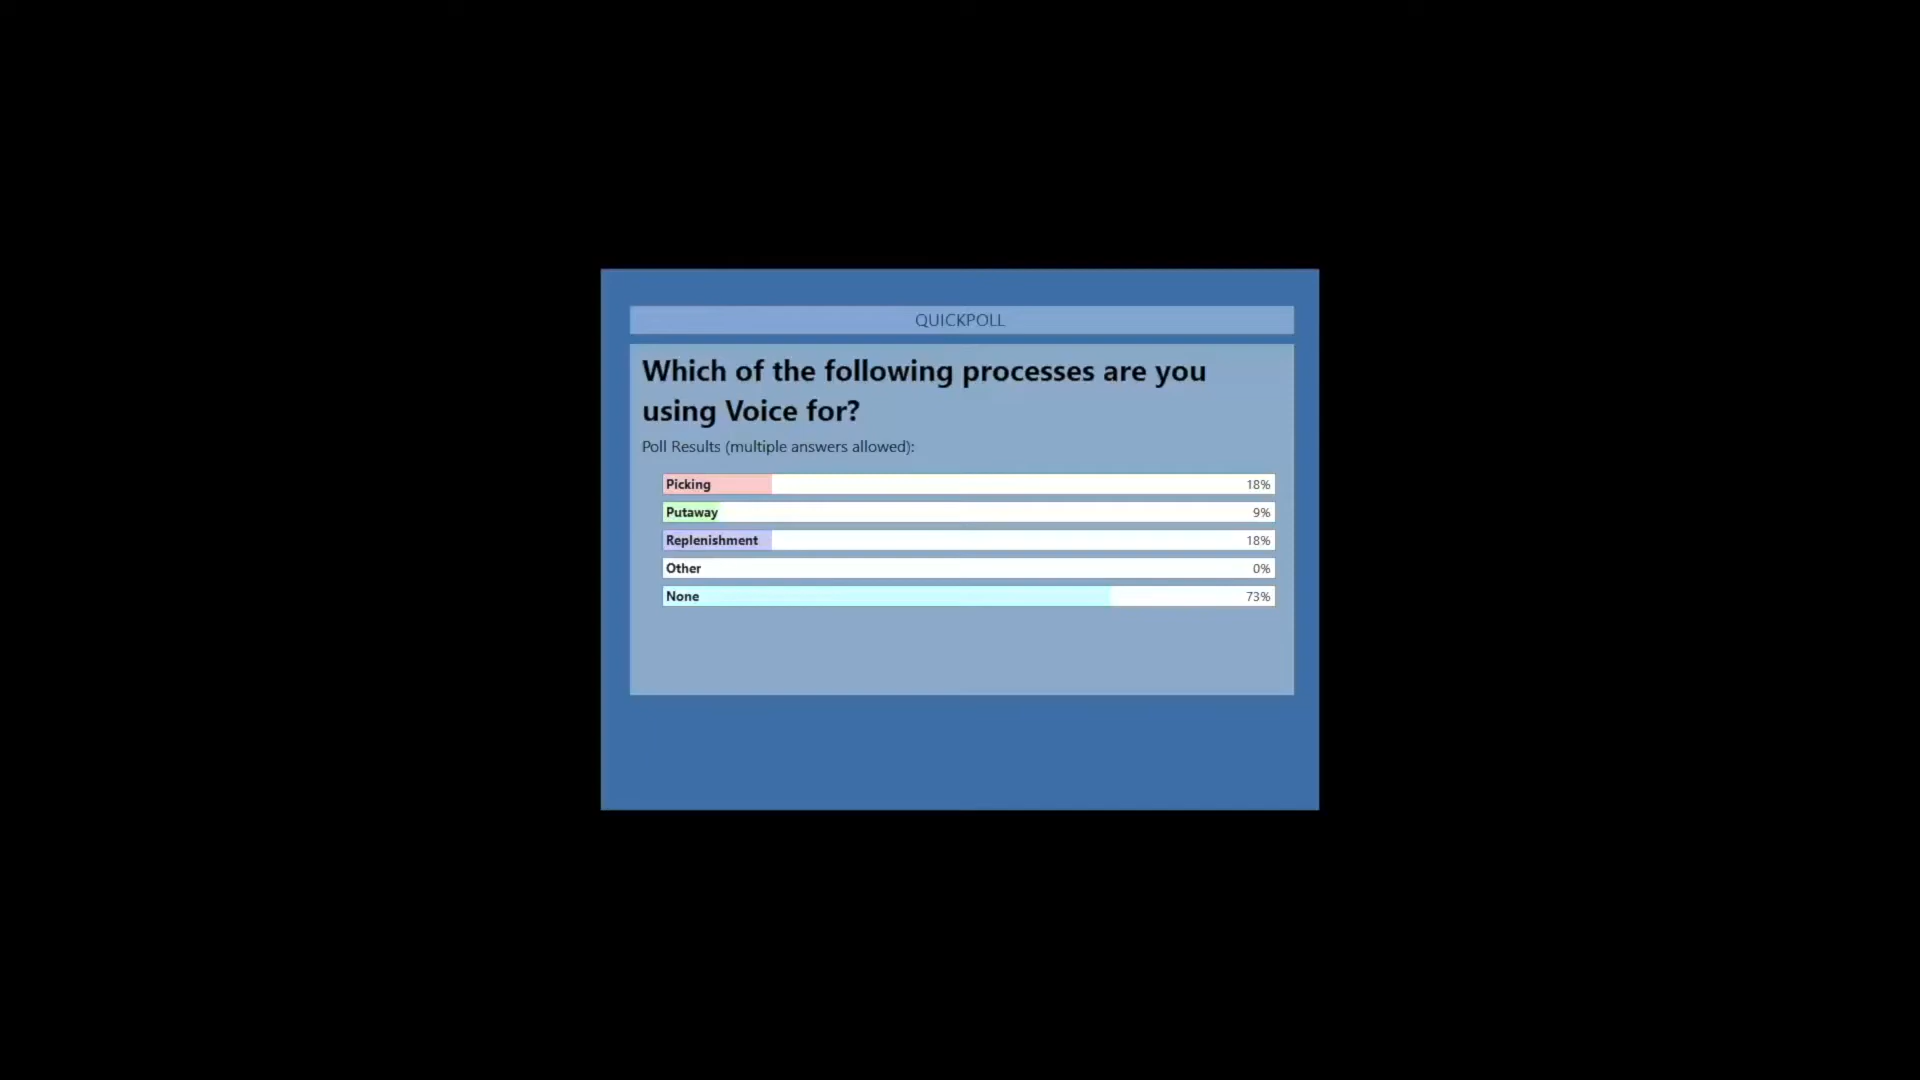 QUICKPOLL
Which of the following processes are you
using Voice for?
Poll Results (multiple answers allowed):
Picking 18%
Putaway 9%
Replenishment 18%
Other 0%
None 73%